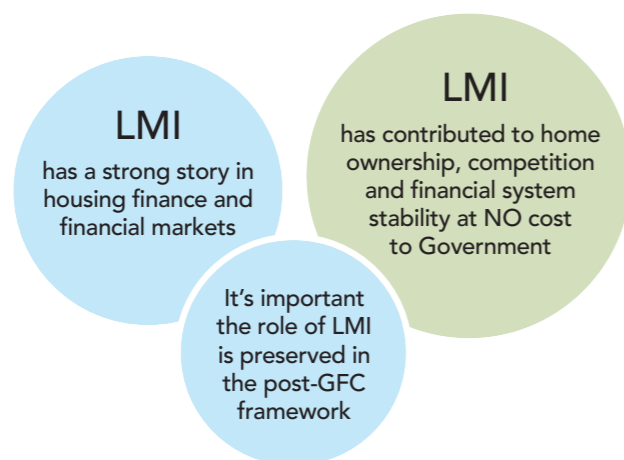 LMI
has a strong story in
housing finance and
financial markets
LMI
has contributed to home
ownership, competition
and financial system
stability at NO cost
to Government
It’s important
the role of LMI
is preserved in
the post-GFC
framework